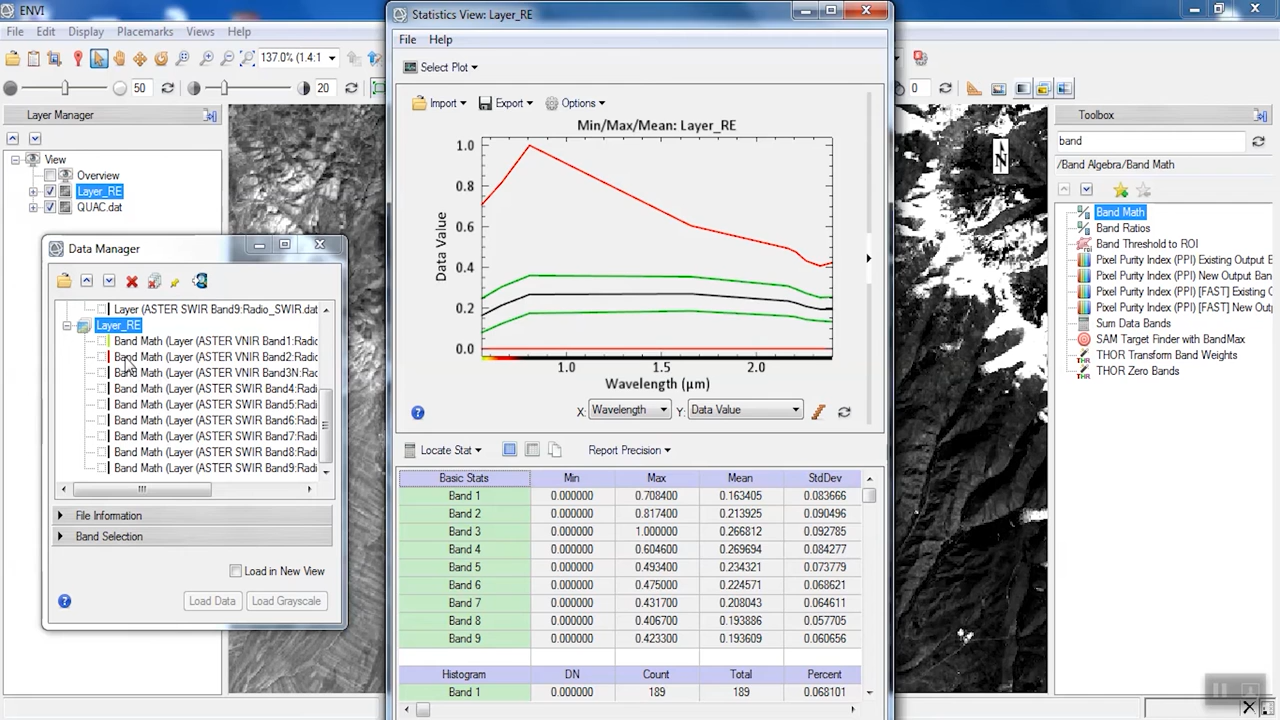 ENVI
File Edit Display Placemarks Views Help
137.0% (1.4:1
50
20
0
Layer Manager
View
Overview
Layer_RE
QUAC.dat
Data Manager
Layer (ASTER SWIR Band9:Radio_SWIR.dat
Layer_RE
Band Math (Layer (ASTER VNIR Band1:Radic
Band Math (Layer (ASTER VNIR Band2:Radic
Band Math (Layer (ASTER VNIR Band3N:Rac
Band Math (Layer (ASTER SWIR Band4:Radi
Band Math (Layer (ASTER SWIR Band5:Radi
Band Math (Layer (ASTER SWIR Band6:Radi
Band Math (Layer (ASTER SWIR Band7:Radi
Band Math (Layer (ASTER SWIR Band8:Radi
Band Math (Layer (ASTER SWIR Band9:Radi
File Information
Band Selection
Load in New View
Load Data Load Grayscale
Statistics View: Layer_RE
File Help
Select Plot
Import Export Options
Min/Max/Mean: Layer_RE
1.0
0.8
0.6
0.4
0.2
0.0
Data Value
1.0 1.5 2.0
Wavelength (µm)
X: Wavelength Y: Data Value
Locate Stat Report Precision
Basic Stats Min Max Mean StdDev
Band 1 0.000000 0.708400 0.163405 0.083666
Band 2 0.000000 0.817400 0.213925 0.090496
Band 3 0.000000 1.000000 0.266812 0.092785
Band 4 0.000000 0.604600 0.269694 0.084277
Band 5 0.000000 0.493400 0.234321 0.073779
Band 6 0.000000 0.475000 0.224571 0.068621
Band 7 0.000000 0.431700 0.208043 0.064611
Band 8 0.000000 0.406700 0.193886 0.057705
Band 9 0.000000 0.423300 0.193609 0.060656
Histogram DN Count Total Percent
Band 1 0.000000 189 189 0.068101
N
Toolbox
band
/Band Algebra/Band Math
Band Math
Band Ratios
Band Threshold to ROI
Pixel Purity Index (PPI) Existing Output E
Pixel Purity Index (PPI) New Output Ban
Pixel Purity Index (PPI) [FAST] Existing
Pixel Purity Index (PPI) [FAST] New Ou
Sum Data Bands
SAM Target Finder with BandMax
THOR Transform Band Weights
THOR Zero Bands